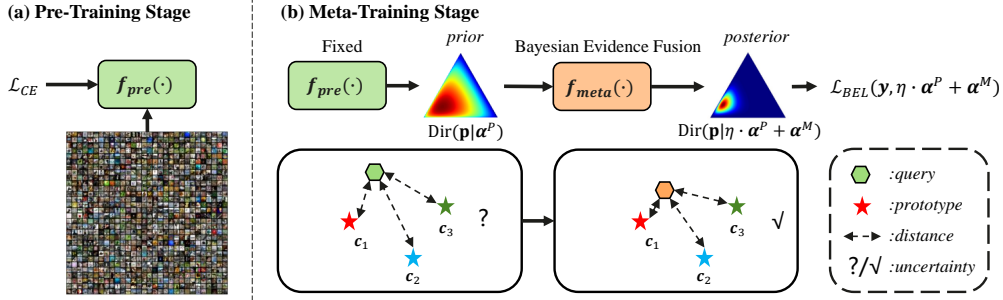 (a) Pre-Training Stage
ℒ_CE
f_pre(·)
(b) Meta-Training Stage
Fixed
f_pre(·)
prior
Dir(p|α^P)
Bayesian Evidence Fusion
f_meta(·)
posterior
Dir(p|η · α^P + α^M)
ℒ_BEL(y, η · α^P + α^M)
c_1
c_2
c_3
?
c_1
c_2
c_3
√
:query
:prototype
:distance
?/√ :uncertainty